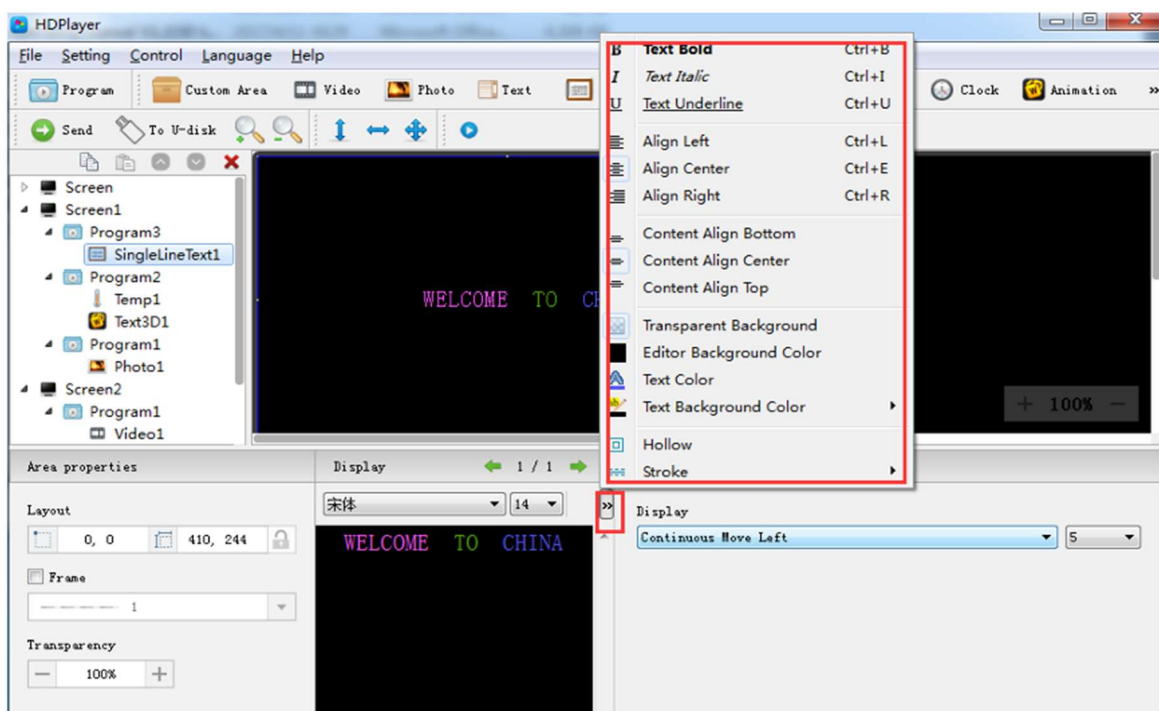 HDPlayer
File Setting Control Language Help
Program Custom Area Video Photo Text Clock Animation »
Send To U-disk
Screen
Screen1
Program3
SingleLineText1
Program2
Temp1
Text3D1
Program1
Photo1
Screen2
Program1
Video1
WELCOME TO
B Text Bold Ctrl+B
I Text Italic Ctrl+I
U Text Underline Ctrl+U
Align Left Ctrl+L
Align Center Ctrl+E
Align Right Ctrl+R
Content Align Bottom
Content Align Center
Content Align Top
Transparent Background
Editor Background Color
Text Color
Text Background Color
Hollow
Stroke
+ 100% −
Area properties
Layout
0, 0 410, 244
Frame
1
Transparency
— 100% +
Display 1 / 1
宋体 14 »
WELCOME TO CHINA
Display
Continuous Move Left 5